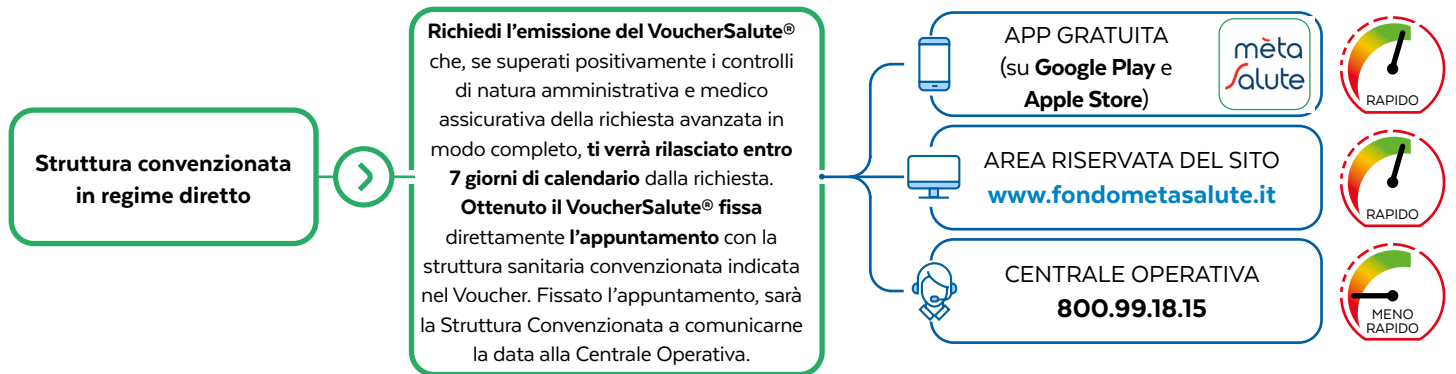 Struttura convenzionata
in regime diretto
Richiedi l’emissione del VoucherSalute®
che, se superati positivamente i controlli
di natura amministrativa e medico
assicurativa della richiesta avanzata in
modo completo, ti verrà rilasciato entro
7 giorni di calendario dalla richiesta.
Ottenuto il VoucherSalute® fissa
direttamente l’appuntamento con la
struttura sanitaria convenzionata indicata
nel Voucher. Fissato l’appuntamento, sarà
la Struttura Convenzionata a comunicarne
la data alla Centrale Operativa.
APP GRATUITA
(su Google Play e
Apple Store)
mèta
Salute
RAPIDO
AREA RISERVATA DEL SITO
www.fondometasalute.it
RAPIDO
CENTRALE OPERATIVA
800.99.18.15
MENO
RAPIDO